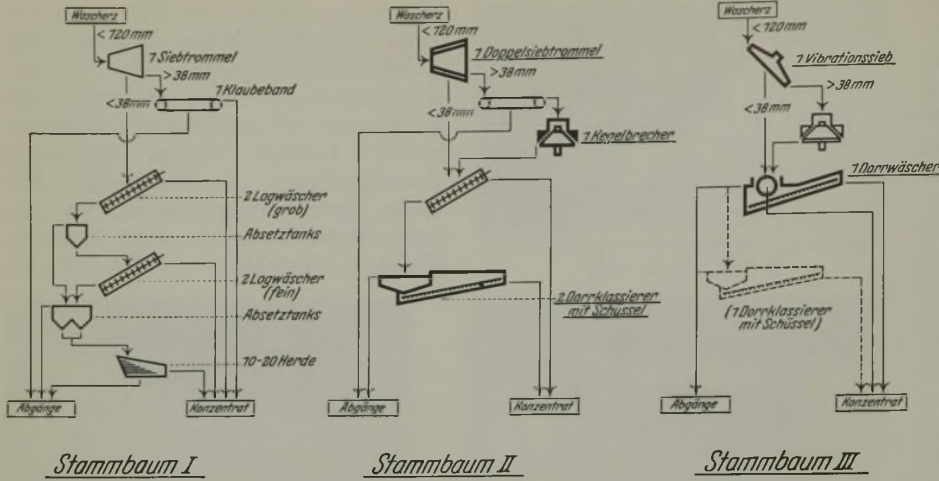 Wascherz
< 120 mm
1 Siebtrommel
> 38 mm
1 Klaubeband
< 38 mm
2 Logwäscher
(grob)
Absetztanks
2 Logwäscher
(fein)
Absetztanks
10-20 Herde
Abgänge
Konzentrat
Stammbaum I
Wascherz
< 120 mm
1 Doppelsiebtrommel
> 38 mm
< 38 mm
1 Kegelbrecher
2 Dorrklassierer
mit Schüssel
Abgänge
Konzentrat
Stammbaum II
Wascherz
< 120 mm
1 Vibrationssieb
> 38 mm
< 38 mm
1 Dorrwäscher
(1 Dorrklassierer
mit Schüssel)
Abgänge
Konzentrat
Stammbaum III